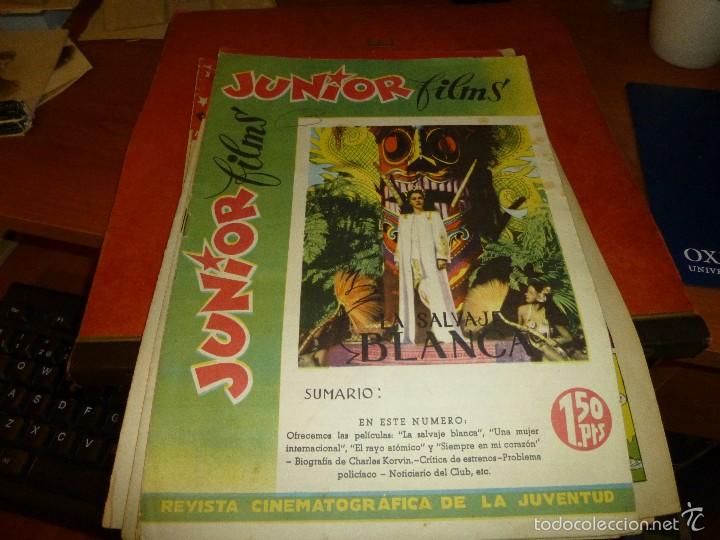 JUNIOR films
JUNIOR films
LA SALVAJE
BLANCA
SUMARIO:
EN ESTE NUMERO:
Ofrecemos las películas: "La salvaje blanca", "Una mujer
internacional", "El rayo atómico" y "Siempre en mi corazón"
- Biografía de Charles Korvin.-Crítica de estrenos-Problema
policíaco - Noticiario del Club, etc.
1.50
Pts
REVISTA CINEMATOGRÁFICA DE LA JUVENTUD
OX
UNIVER
todocoleccion.net